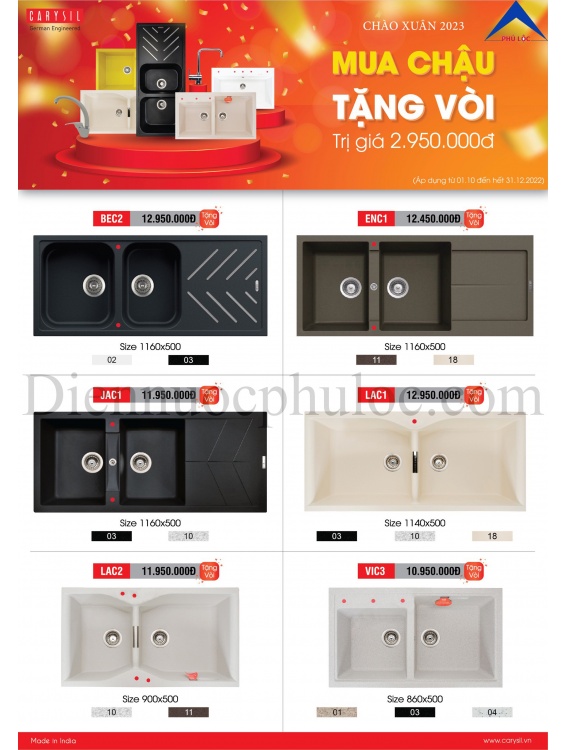 CARYSIL
German Engineered
CHÀO XUÂN 2023
PHÚ LỘC
MUA CHẬU
TẶNG VÒI
Trị giá 2.950.000đ
(Áp dụng từ 01.10 đến hết 31.12.2022)
BEC2 12.950.000Đ Tặng Vòi
ENC1 12.450.000Đ Tặng Vòi
Size 1160x500
02 03
Size 1160x500
11 18
Diennuocphuloc.com
JAC1 11.950.000Đ Tặng Vòi
LAC1 12.950.000Đ Tặng Vòi
Size 1160x500
03 10
Size 1140x500
03 10 18
LAC2 11.950.000Đ Tặng Vòi
VIC3 10.950.000Đ Tặng Vòi
Size 900x500
10 11
Size 860x500
01 03 04
Made in India
www.carysil.vn